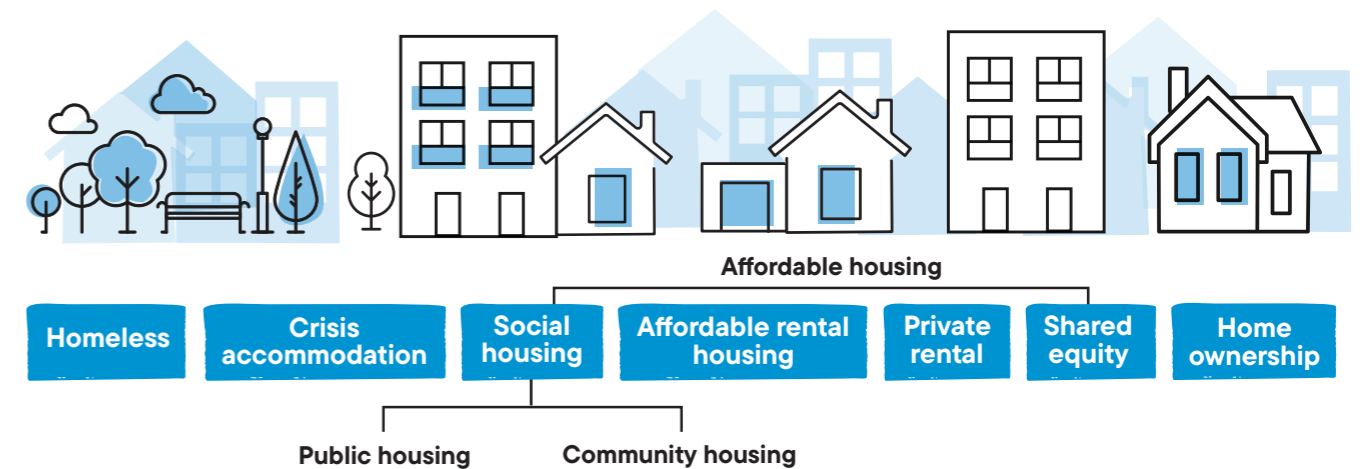 Affordable housing
Homeless
Crisis
accommodation
Social
housing
Affordable rental
housing
Private
rental
Shared
equity
Home
ownership
Public housing
Community housing